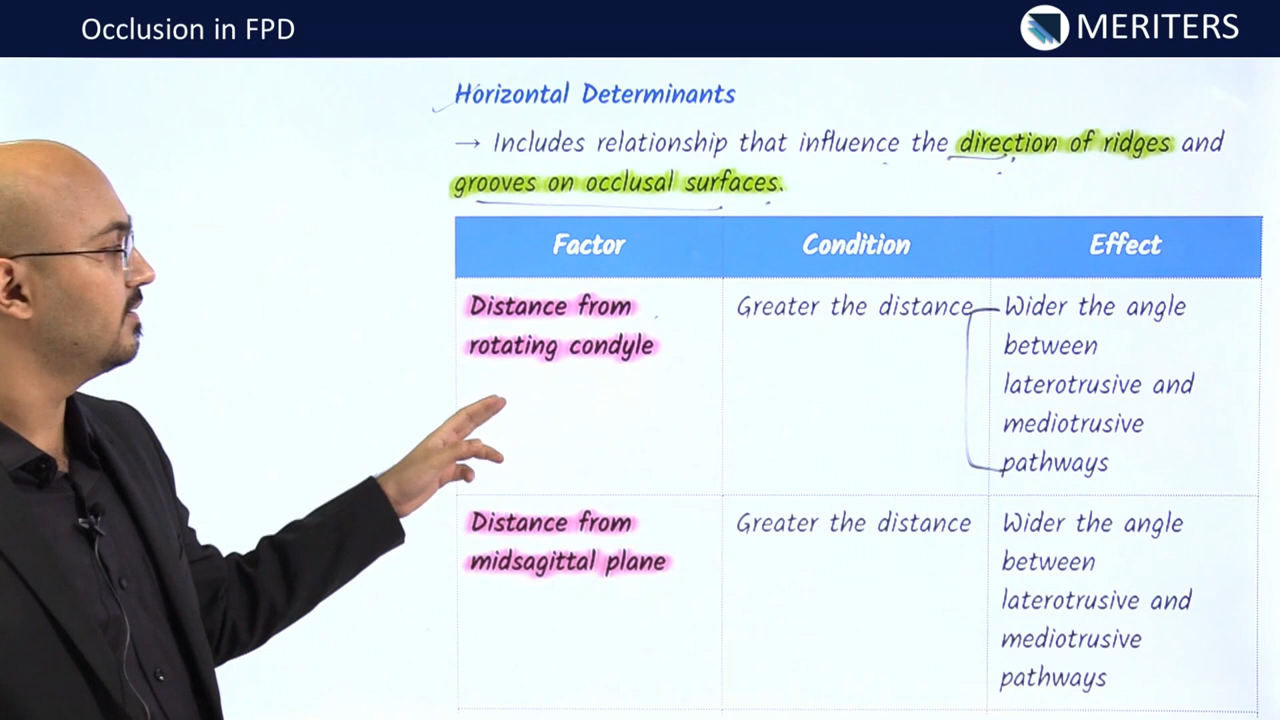 Occlusion in FPD
MERITERS
Horizontal Determinants
→ Includes relationship that influence the direction of ridges and
grooves on occlusal surfaces.
Factor Condition Effect
Distance from
rotating condyle
Greater the distance
Wider the angle
between
laterotrusive and
mediotrusive
pathways
Distance from
midsagittal plane
Greater the distance
Wider the angle
between
laterotrusive and
mediotrusive
pathways